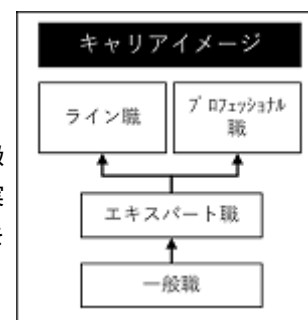 キャリアイメージ
ライン職
ﾌﾟﾛﾌｪｯｼｮﾅﾙ
職
エキスパート職
一般職